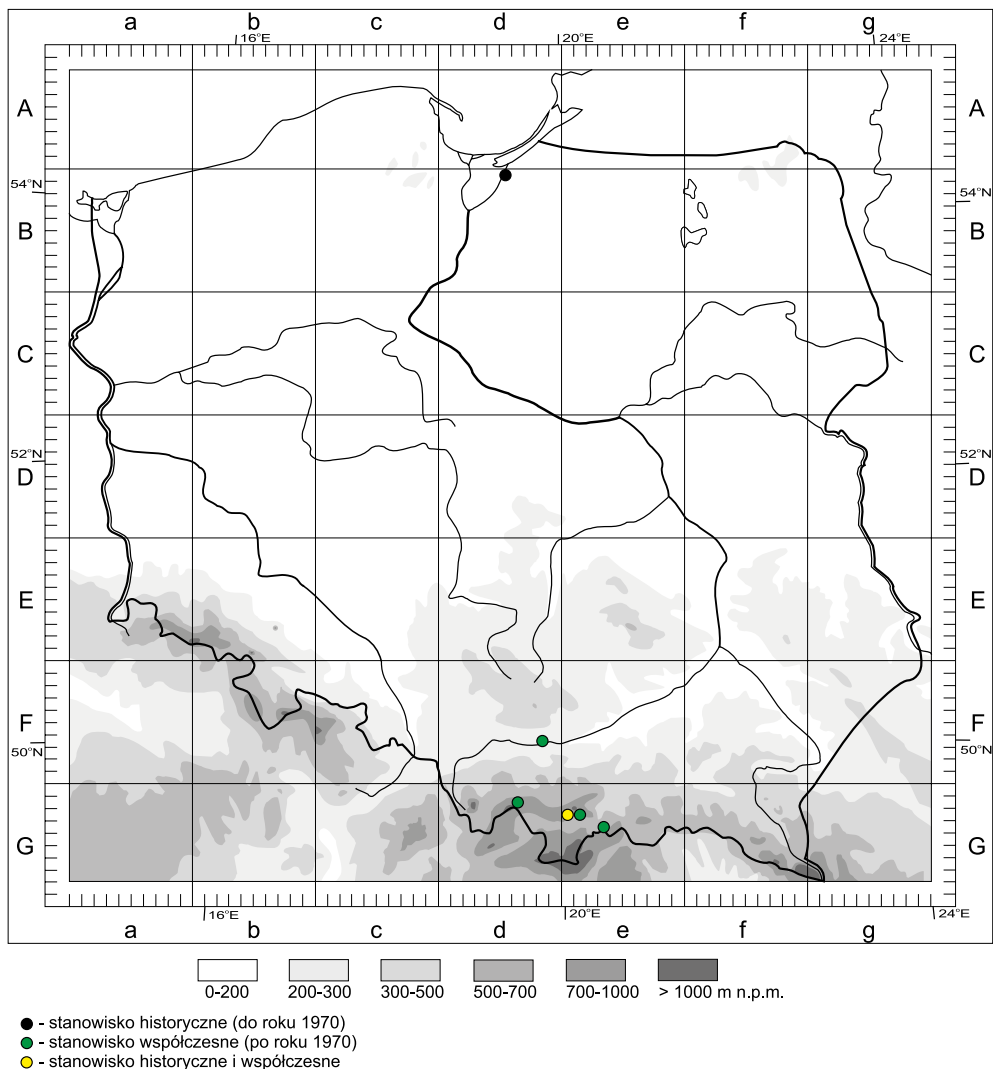 a b c d e f g
16°E 20°E 24°E
A A
54°N 54°N
B B
C C
52°N 52°N
D D
E E
F F
50°N 50°N
G G
16°E 20°E 24°E
a b c d e f g
0-200 200-300 300-500 500-700 700-1000 > 1000 m n.p.m.
- stanowisko historyczne (do roku 1970)
- stanowisko współczesne (po roku 1970)
- stanowisko historyczne i współczesne